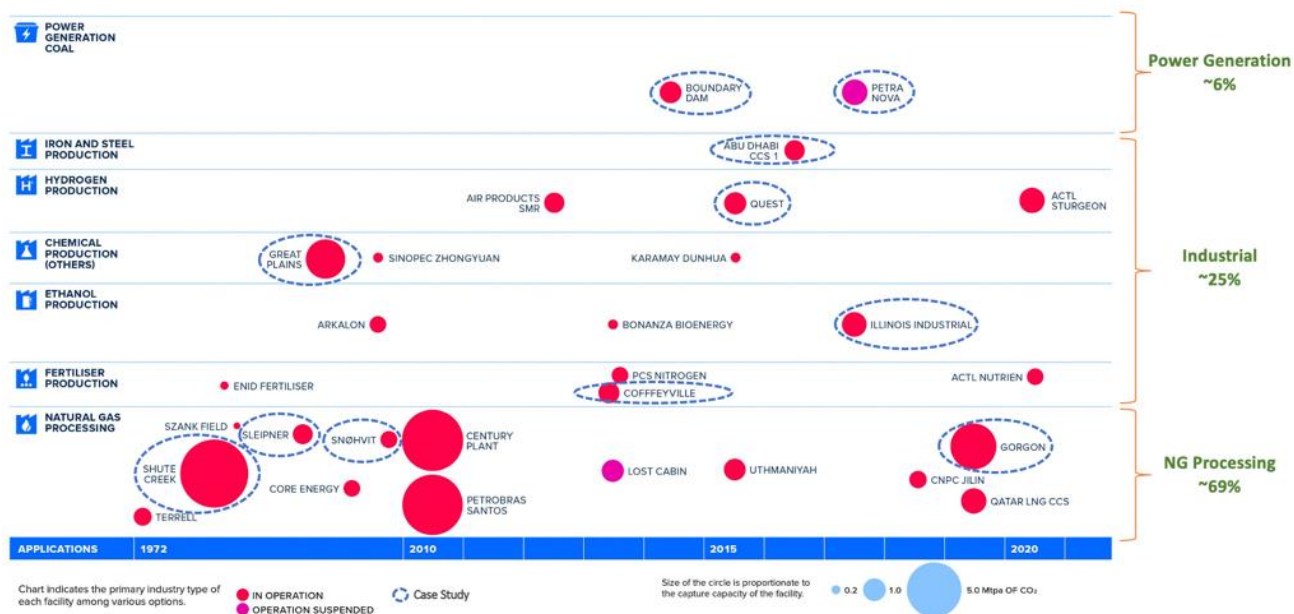 POWER
GENERATION
COAL
BOUNDARY
DAM
PETRA
NOVA
Power Generation
~6%
IRON AND STEEL
PRODUCTION
ABU DHABI
CCS 1
HYDROGEN
PRODUCTION
AIR PRODUCTS
SMR
QUEST
ACTL
STURGEON
CHEMICAL
PRODUCTION
(OTHERS)
GREAT
PLAINS
SINOPEC ZHONGYUAN
KARAMAY DUNHUA
Industrial
~25%
ETHANOL
PRODUCTION
ARKALON
BONANZA BIOENERGY
ILLINOIS INDUSTRIAL
FERTILISER
PRODUCTION
ENID FERTILISER
PCS NITROGEN
COFFFEYVILLE
ACTL NUTRIEN
NATURAL GAS
PROCESSING
SZANK FIELD
SLEIPNER
SNØHVIT
CENTURY
PLANT
GORGON
SHUTE
CREEK
CORE ENERGY
LOST CABIN
UTHMANIYAH
CNPC JILIN
NG Processing
~69%
PETROBRAS
SANTOS
QATAR LNG CCS
TERRELL
APPLICATIONS 1972 2010 2015 2020
Chart indicates the primary industry type of
each facility among various options.
IN OPERATION
OPERATION SUSPENDED
Case Study
Size of the circle is proportionate to
the capture capacity of the facility.
0.2 1.0 5.0 Mtpa OF CO₂